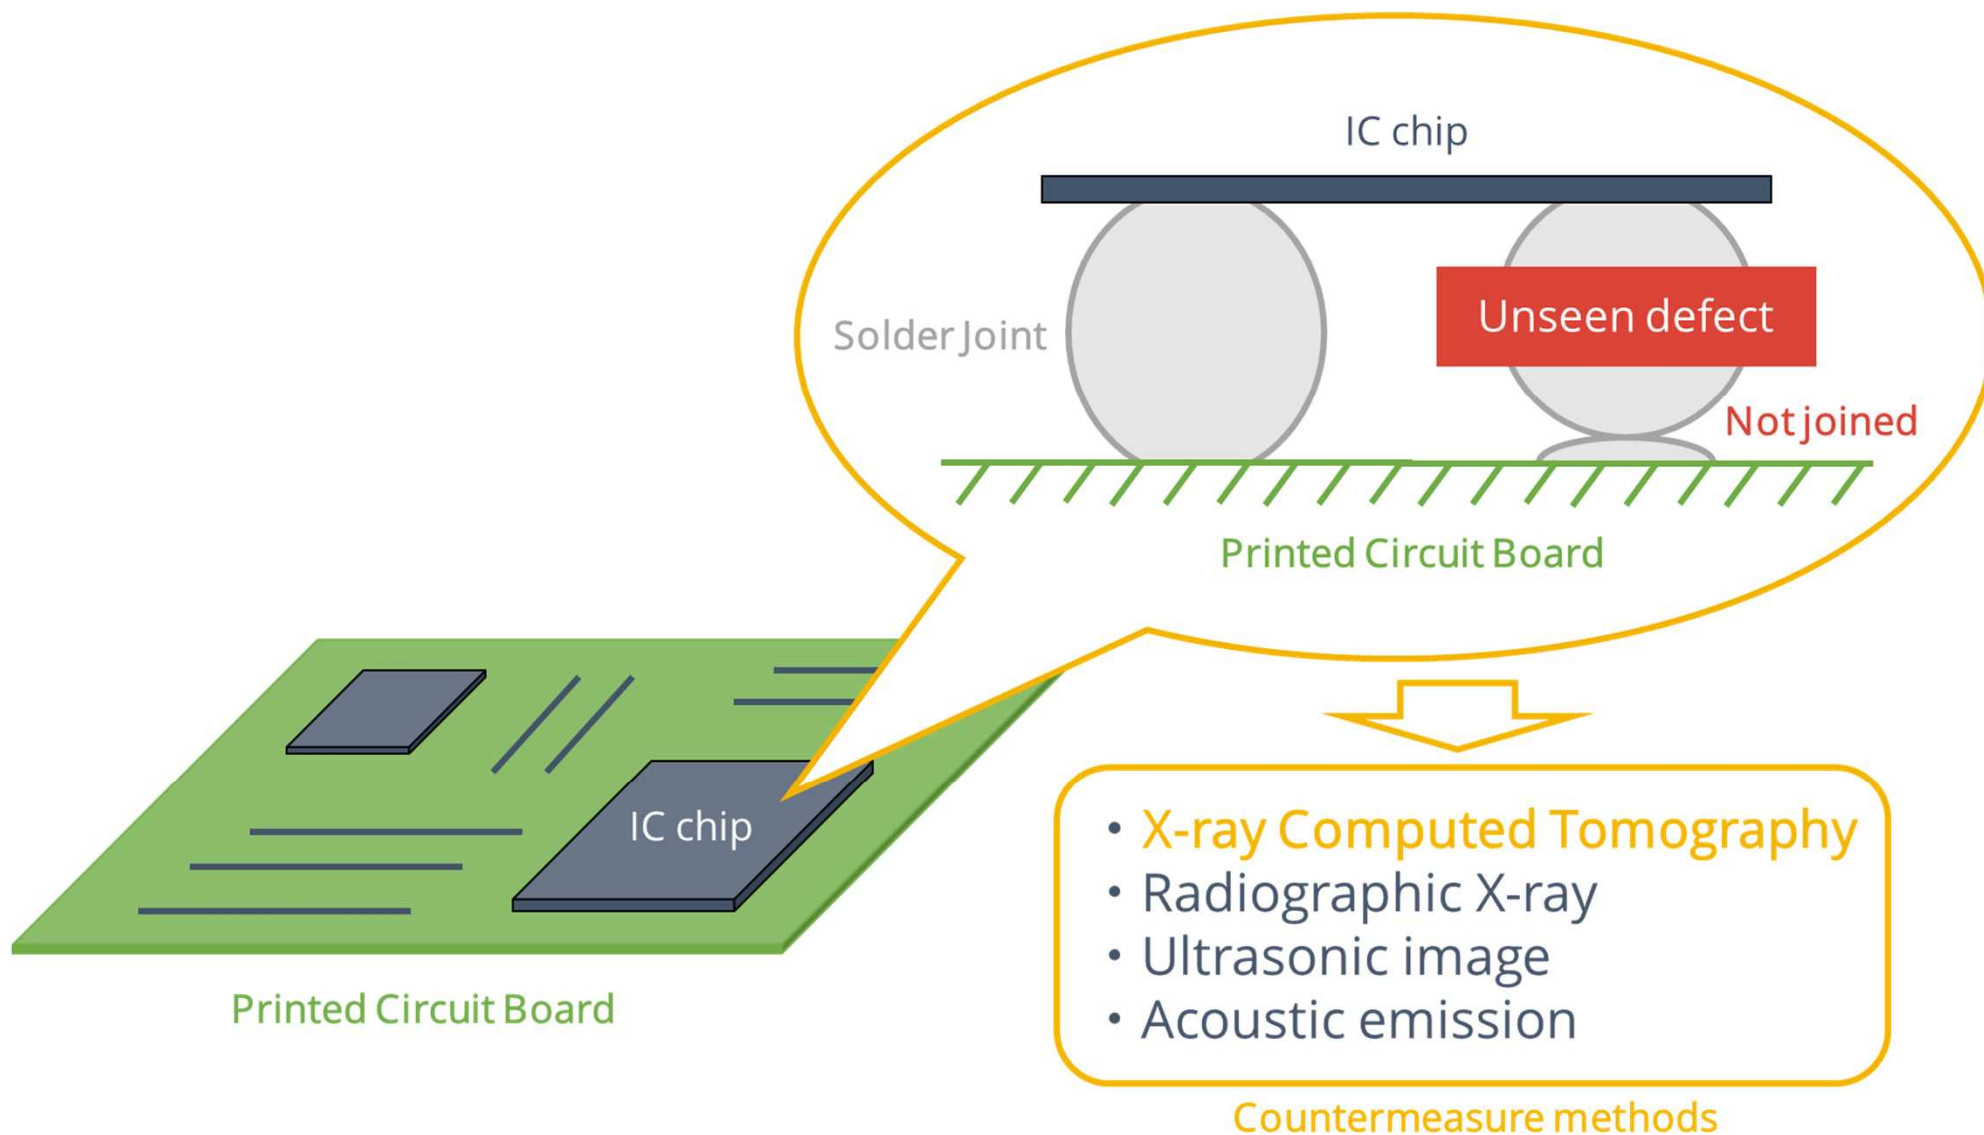 IC chip
Solder Joint
Unseen defect
Not joined
Printed Circuit Board
IC chip
Printed Circuit Board
• X-ray Computed Tomography
• Radiographic X-ray
• Ultrasonic image
• Acoustic emission
Countermeasure methods